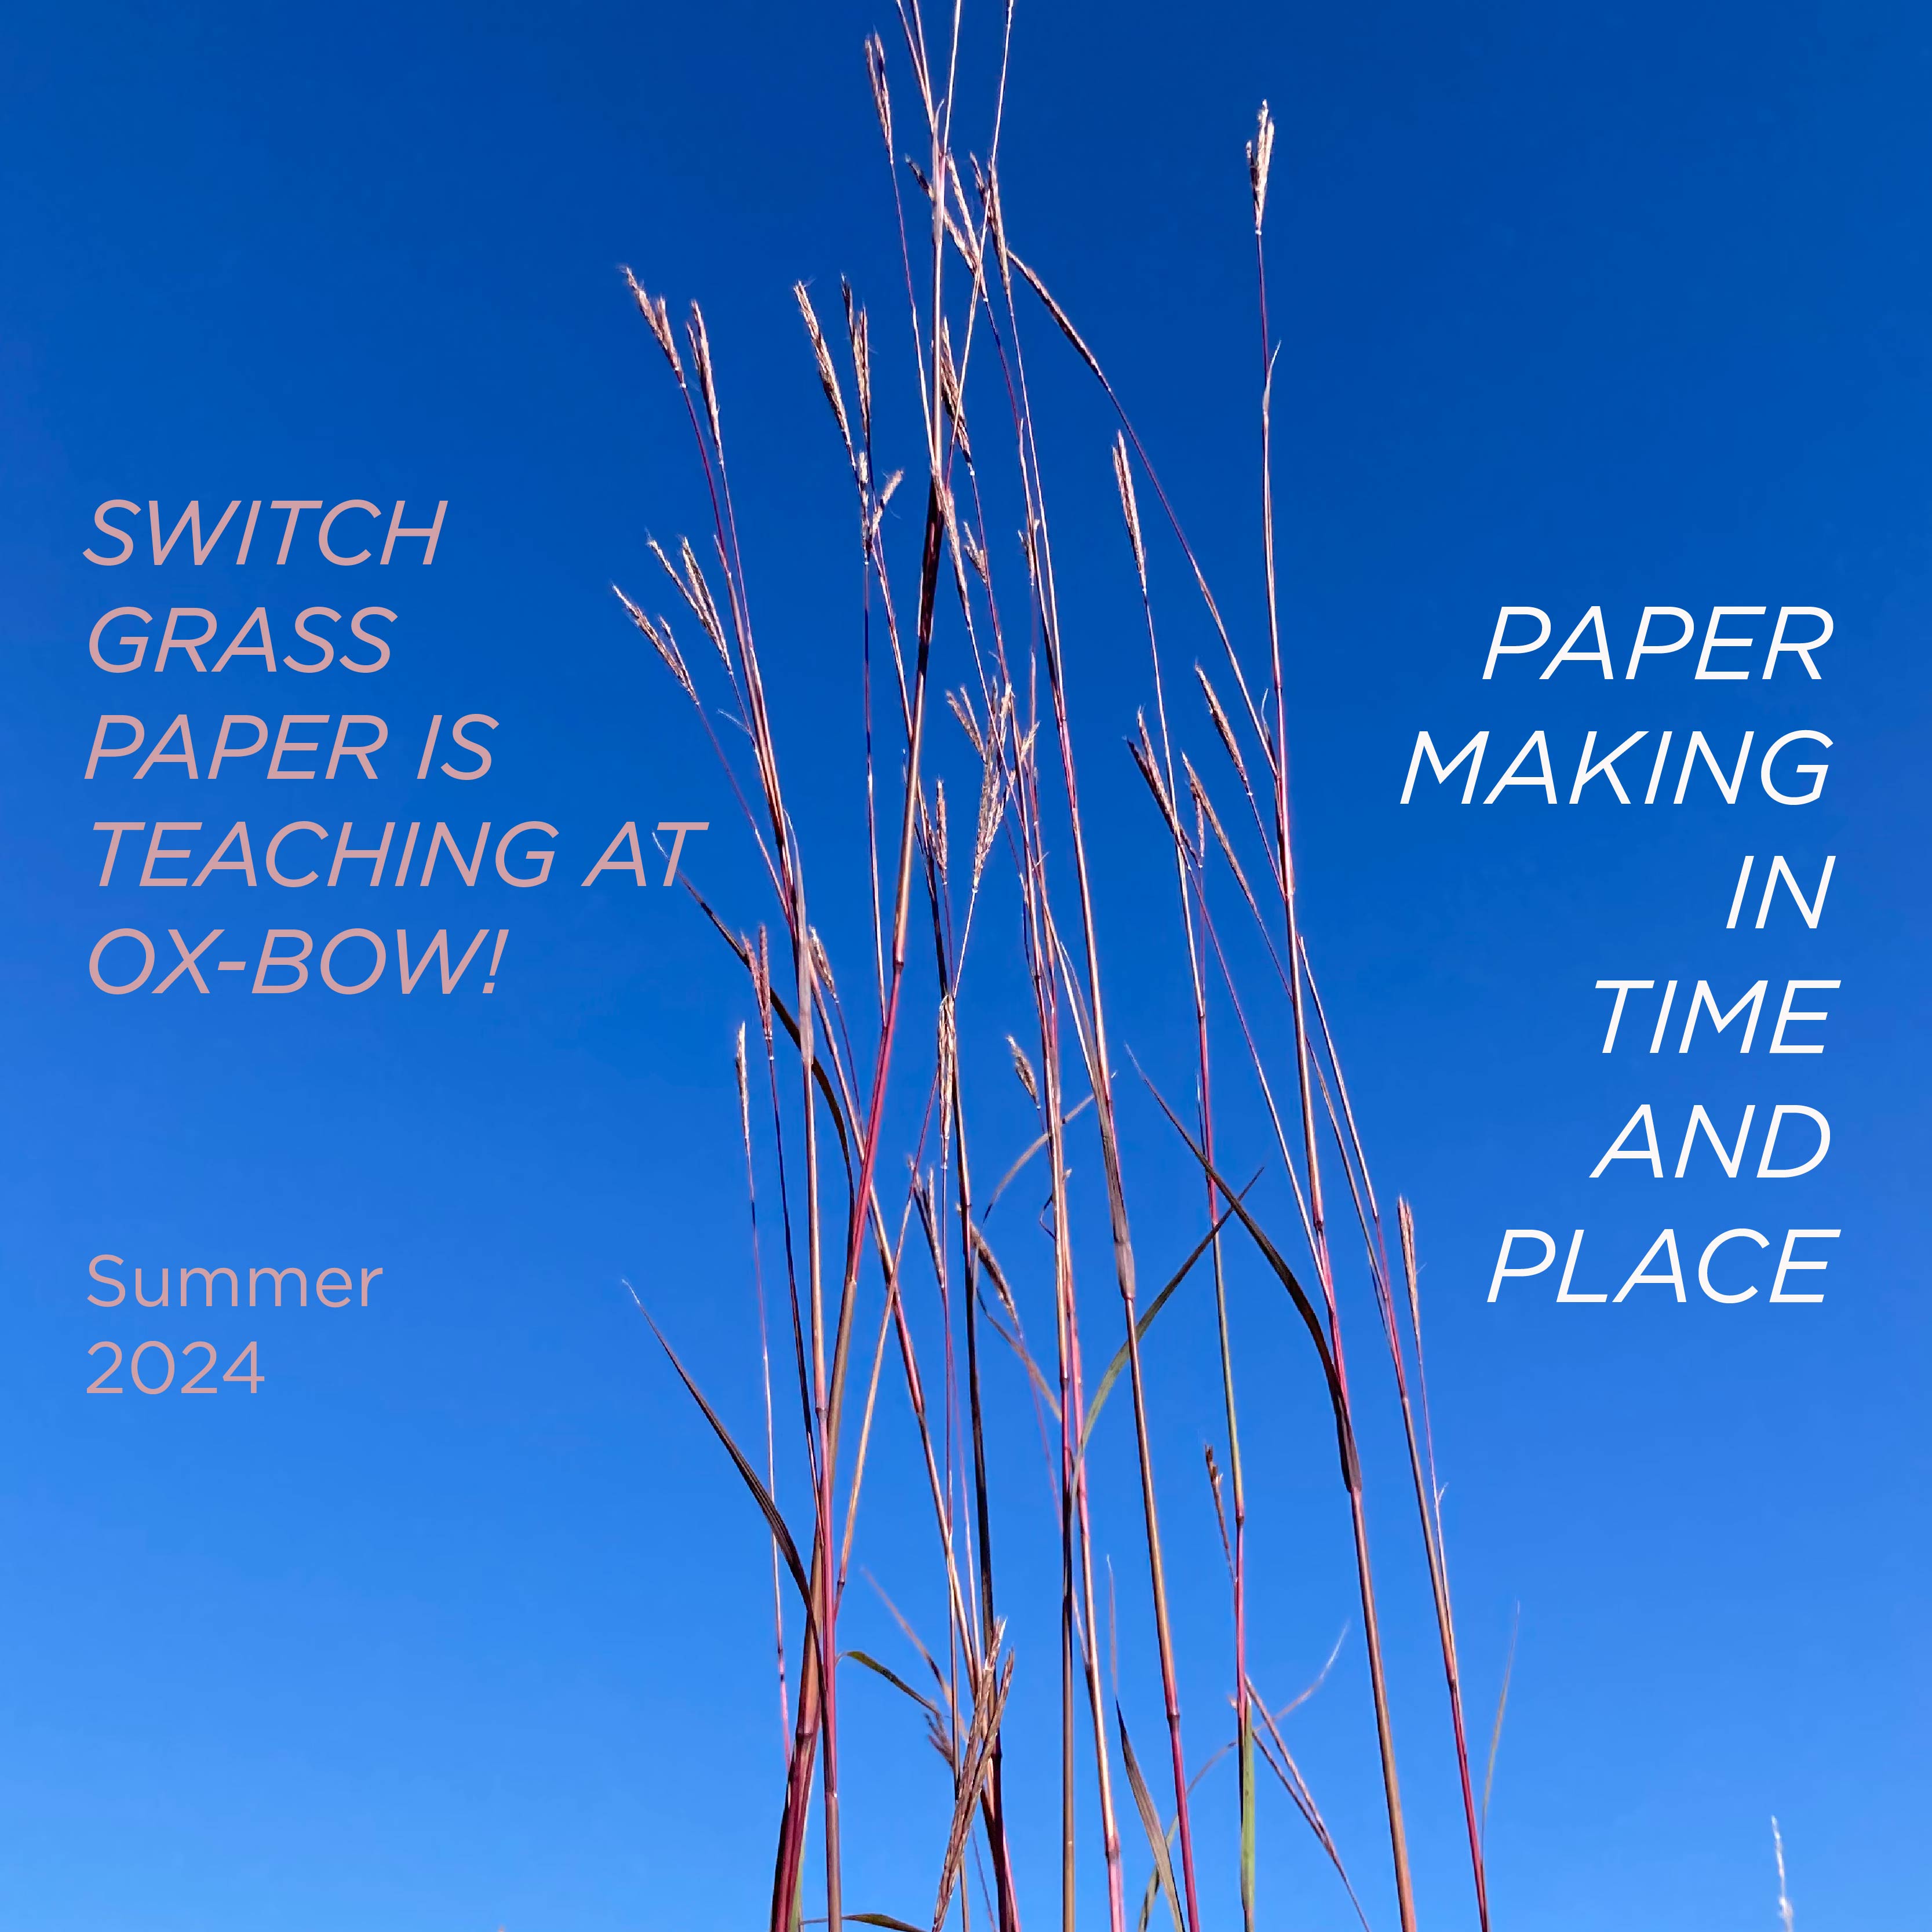 SWITCH
GRASS
PAPER IS
TEACHING AT
OX-BOW!
Summer
2024
PAPER
MAKING
IN
TIME
AND
PLACE